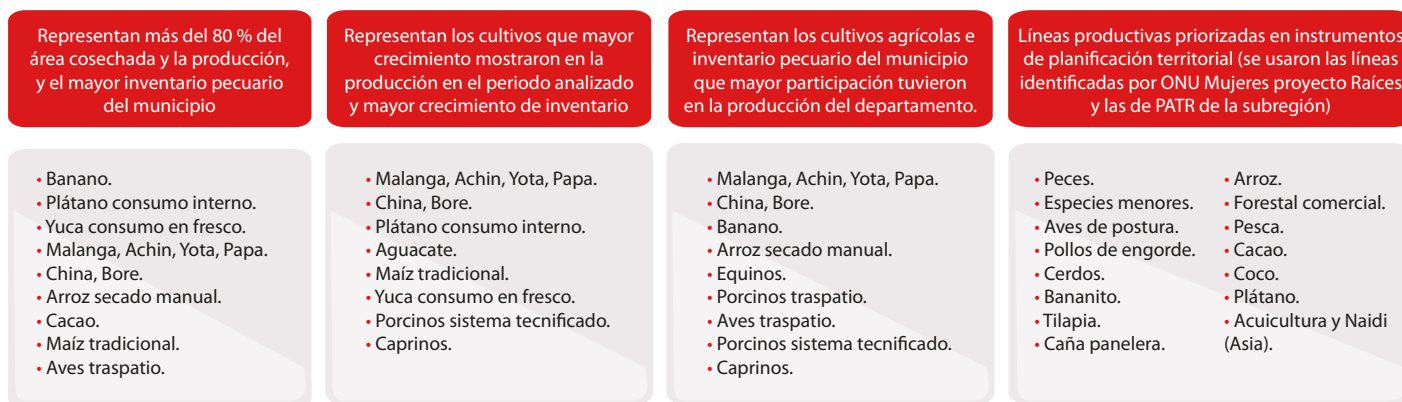 Representan más del 80 % del
área cosechada y la producción,
y el mayor inventario pecuario
del municipio
• Banano.
• Plátano consumo interno.
• Yuca consumo en fresco.
• Malanga, Achin, Yota, Papa.
• China, Bore.
• Arroz secado manual.
• Cacao.
• Maíz tradicional.
• Aves traspatio.
Representan los cultivos que mayor
crecimiento mostraron en la
producción en el periodo analizado
y mayor crecimiento de inventario
• Malanga, Achin, Yota, Papa.
• China, Bore.
• Plátano consumo interno.
• Aguacate.
• Maíz tradicional.
• Yuca consumo en fresco.
• Porcinos sistema tecnificado.
• Caprinos.
Representan los cultivos agrícolas e
inventario pecuario del municipio
que mayor participación tuvieron
en la producción del departamento.
• Malanga, Achin, Yota, Papa.
• China, Bore.
• Banano.
• Arroz secado manual.
• Equinos.
• Porcinos traspatio.
• Aves traspatio.
• Porcinos sistema tecnificado.
• Caprinos.
Líneas productivas priorizadas en instrumentos
de planificación territorial (se usaron las líneas
identificadas por ONU Mujeres proyecto Raíces
y las de PATR de la subregión)
• Peces.
• Especies menores.
• Aves de postura.
• Pollos de engorde.
• Cerdos.
• Bananito.
• Tilapia.
• Caña panelera.
• Arroz.
• Forestal comercial.
• Pesca.
• Cacao.
• Coco.
• Plátano.
• Acuicultura y Naidi
(Asia).